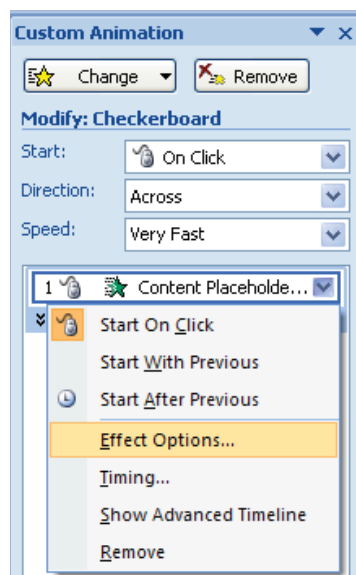 Custom Animation
Change
Remove
Modify: Checkerboard
Start: On Click
Direction: Across
Speed: Very Fast
1 Content Placeholde...
Start On Click
Start With Previous
Start After Previous
Effect Options...
Timing...
Show Advanced Timeline
Remove